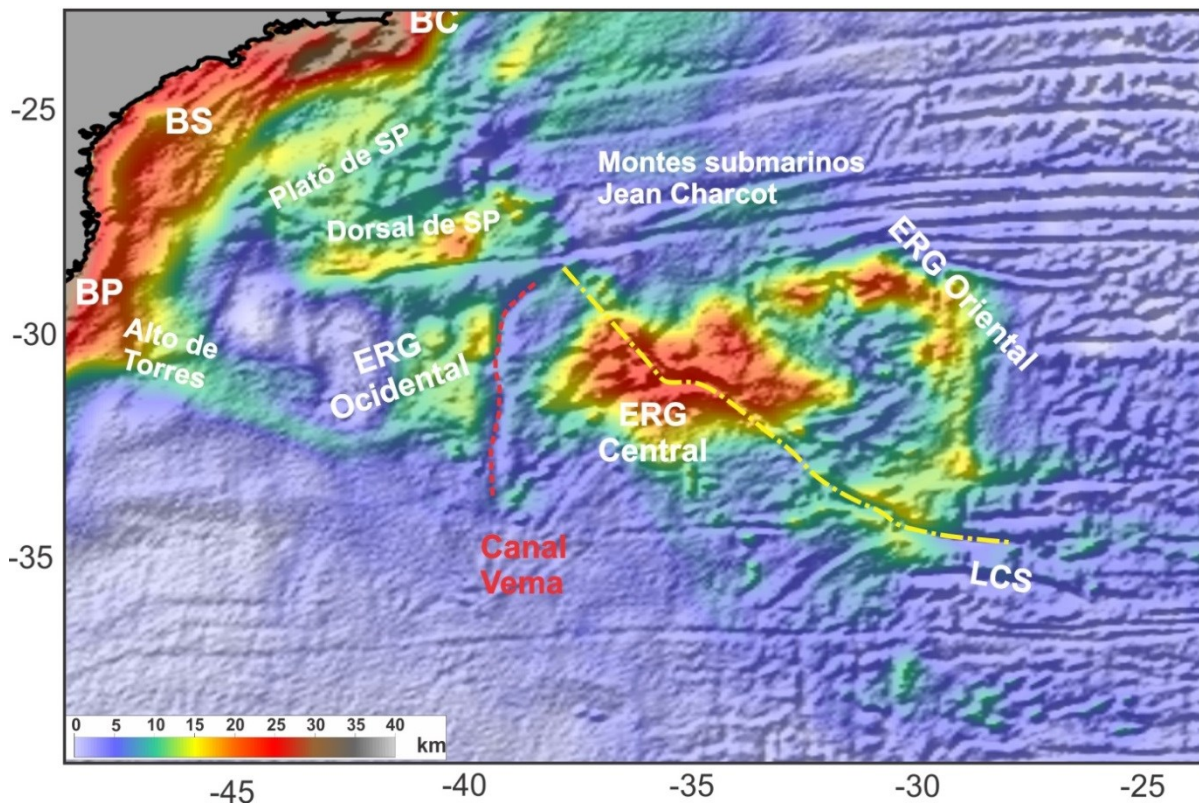 BC
-25
BS
Platô de SP
Montes submarinos
Jean Charcot
Dorsal de SP
ERG Oriental
BP
-30
Alto de
Torres
ERG
Ocidental
ERG
Central
Canal
Vema
-35
LCS
0 5 10 15 20 25 30 35 40
km
-45 -40 -35 -30 -25